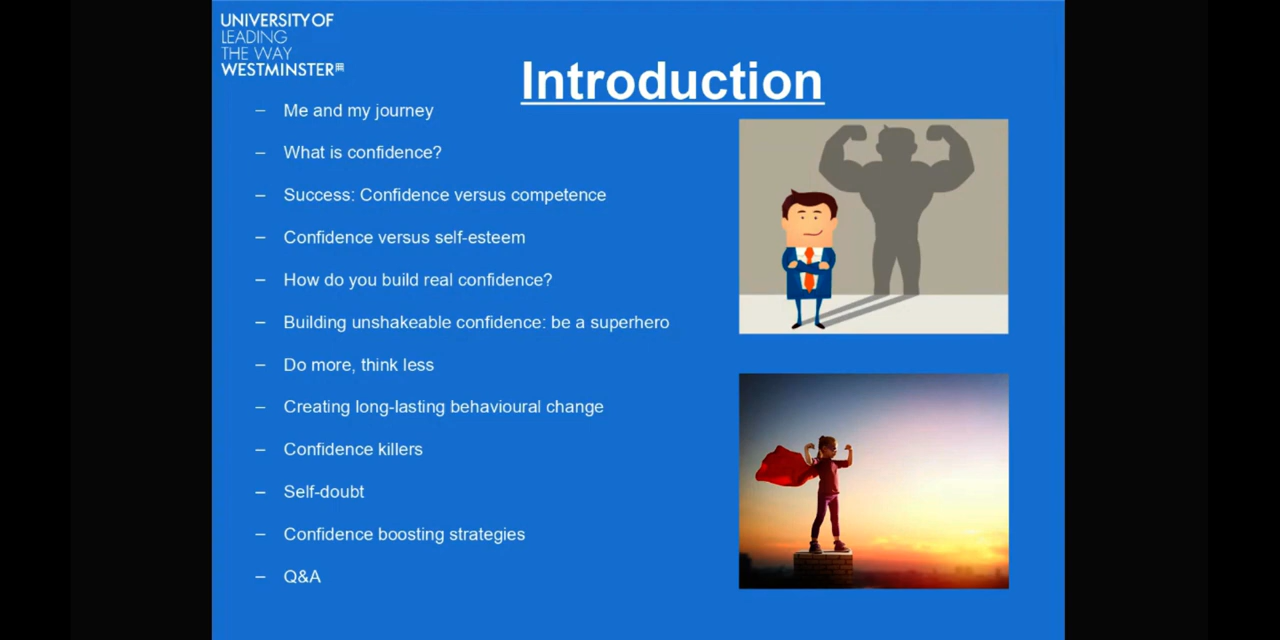 UNIVERSITY OF
LEADING
THE WAY
WESTMINSTER
Introduction
– Me and my journey
– What is confidence?
– Success: Confidence versus competence
– Confidence versus self-esteem
– How do you build real confidence?
– Building unshakeable confidence: be a superhero
– Do more, think less
– Creating long-lasting behavioural change
– Confidence killers
– Self-doubt
– Confidence boosting strategies
– Q&A